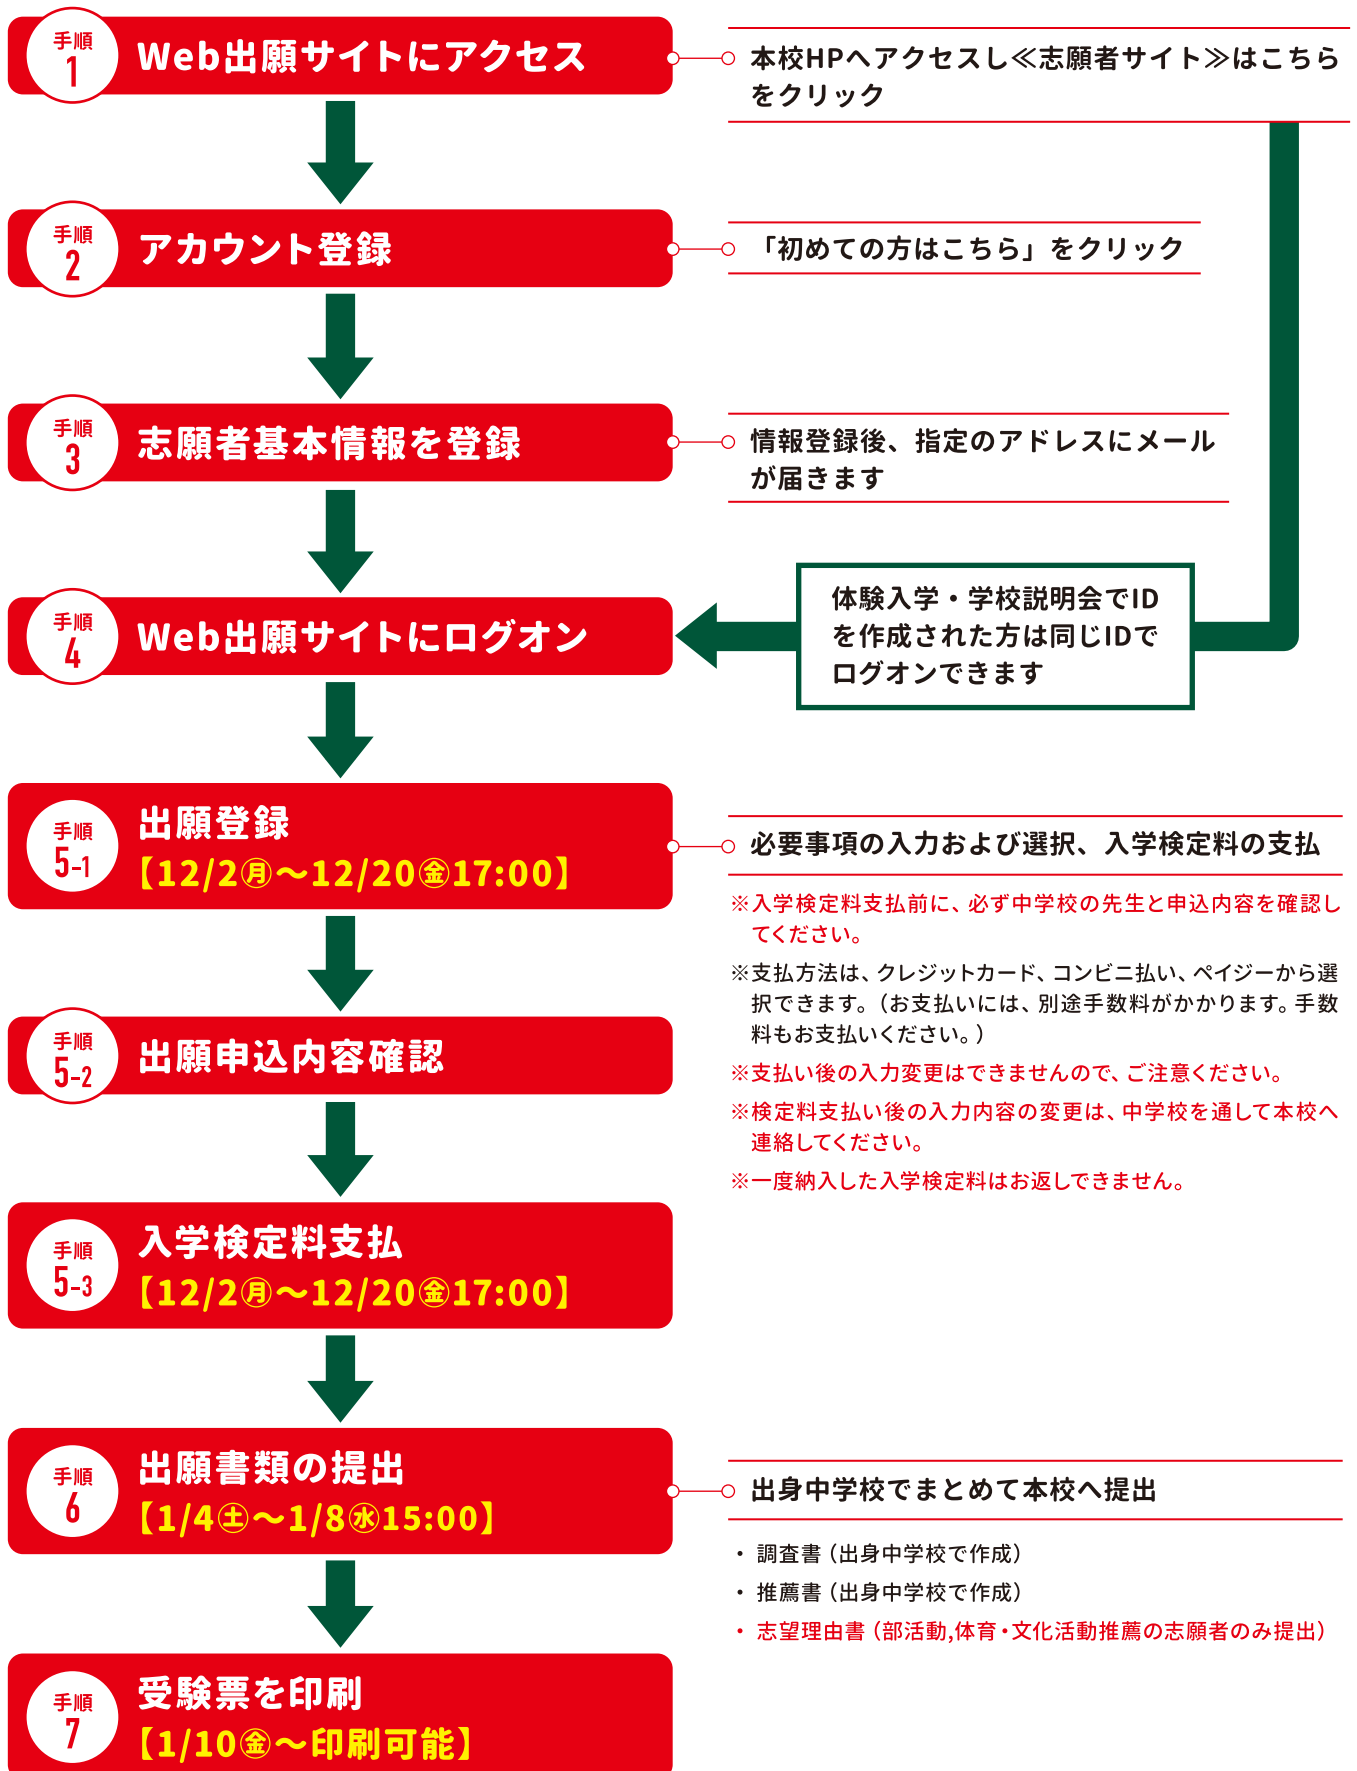 手順
1
Web出願サイトにアクセス
本校HPへアクセスし≪志願者サイト≫はこちら
をクリック
手順
2
アカウント登録
「初めての方はこちら」をクリック
手順
3
志願者基本情報を登録
情報登録後、指定のアドレスにメール
が届きます
手順
4
Web出願サイトにログオン
体験入学・学校説明会でID
を作成された方は同じIDで
ログオンできます
手順
5-1
出願登録
【12/2㊊～12/20㊎17:00】
必要事項の入力および選択、入学検定料の支払
※入学検定料支払前に、必ず中学校の先生と申込内容を確認し
てください。
※支払方法は、クレジットカード、コンビニ払い、ペイジーから選
択できます。（お支払いには、別途手数料がかかります。手数
料もお支払いください。）
※支払い後の入力変更はできませんので、ご注意ください。
※検定料支払い後の入力内容の変更は、中学校を通して本校へ
連絡してください。
※一度納入した入学検定料はお返しできません。
手順
5-2
出願申込内容確認
手順
5-3
入学検定料支払
【12/2㊊～12/20㊎17:00】
手順
6
出願書類の提出
【1/4㊏～1/8㊌15:00】
出身中学校でまとめて本校へ提出
・ 調査書（出身中学校で作成）
・ 推薦書（出身中学校で作成）
・ 志望理由書（部活動,体育・文化活動推薦の志願者のみ提出）
手順
7
受験票を印刷
【1/10㊎～印刷可能】